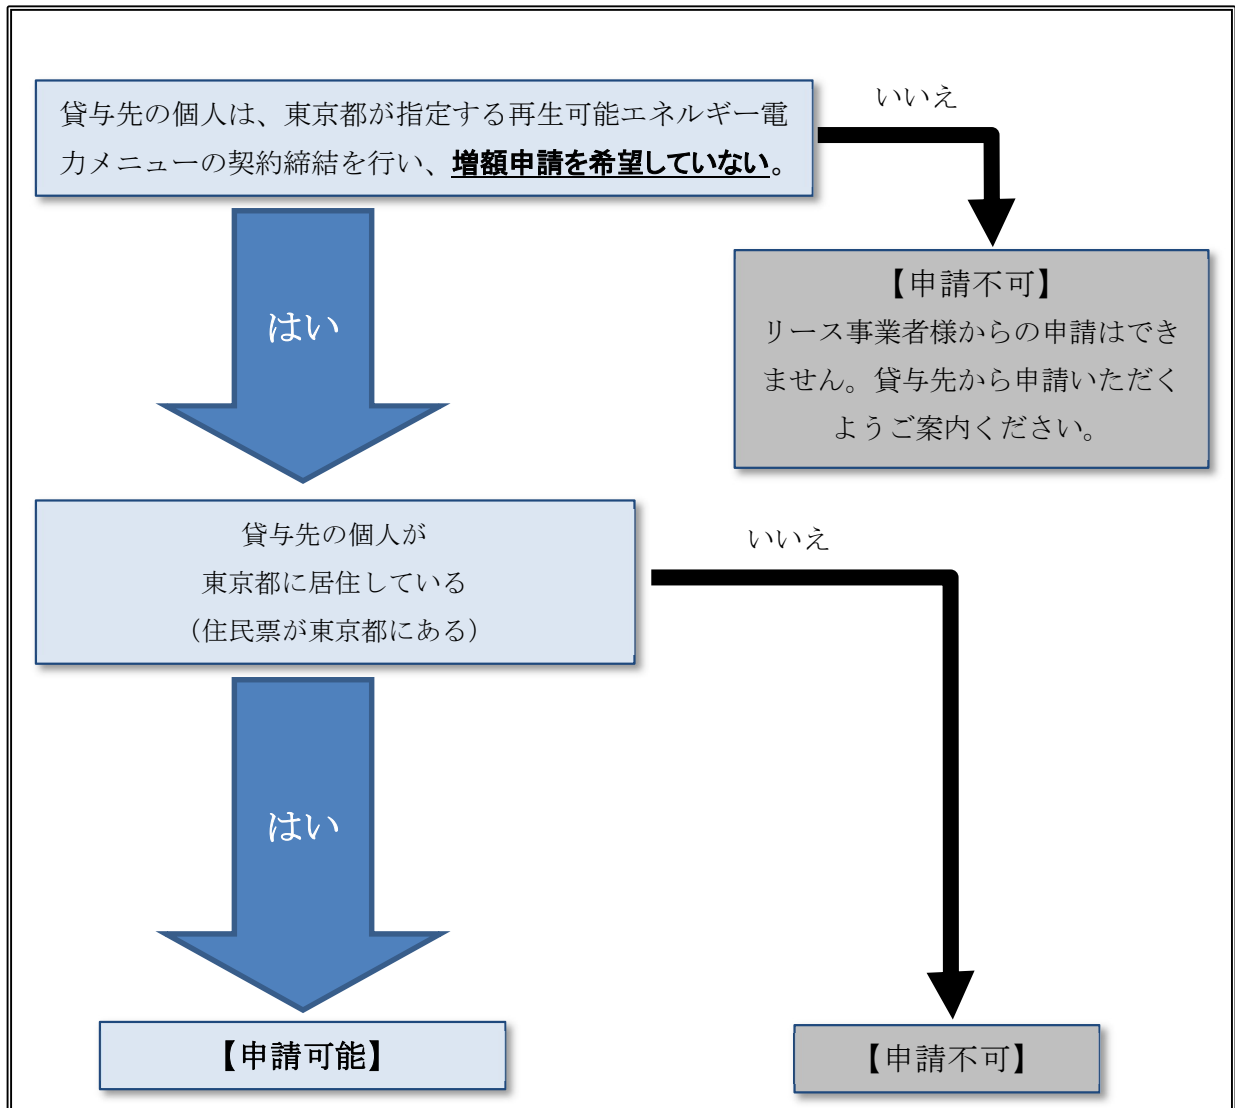 貸与先の個人は、東京都が指定する再生可能エネルギー電
力メニューの契約締結を行い、増額申請を希望していない。
いいえ
はい
【申請不可】
リース事業者様からの申請はでき
ません。貸与先から申請いただく
ようご案内ください。
貸与先の個人が
東京都に居住している
（住民票が東京都にある）
いいえ
はい
【申請可能】
【申請不可】